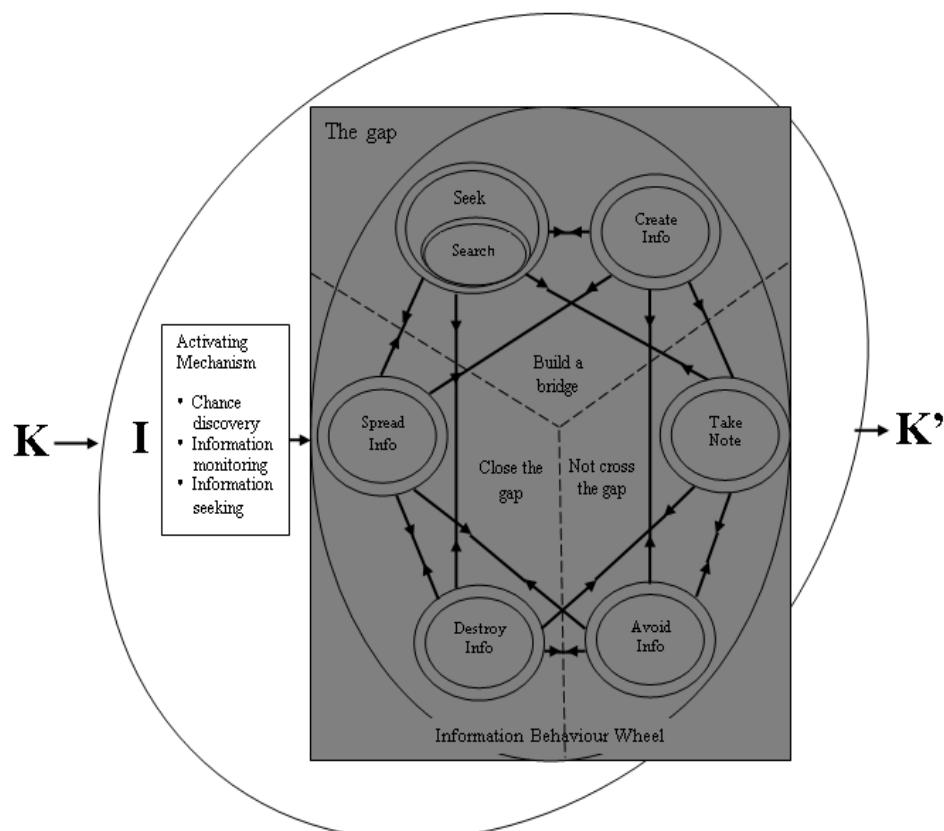 The gap
Seek
Search
Create
Info
Activating
Mechanism
• Chance
discovery
• Information
monitoring
• Information
seeking
K
I
Build a
bridge
Spread
Info
Take
Note
K’
Close the
gap
Not cross
the gap
Destroy
Info
Avoid
Info
Information Behaviour Wheel